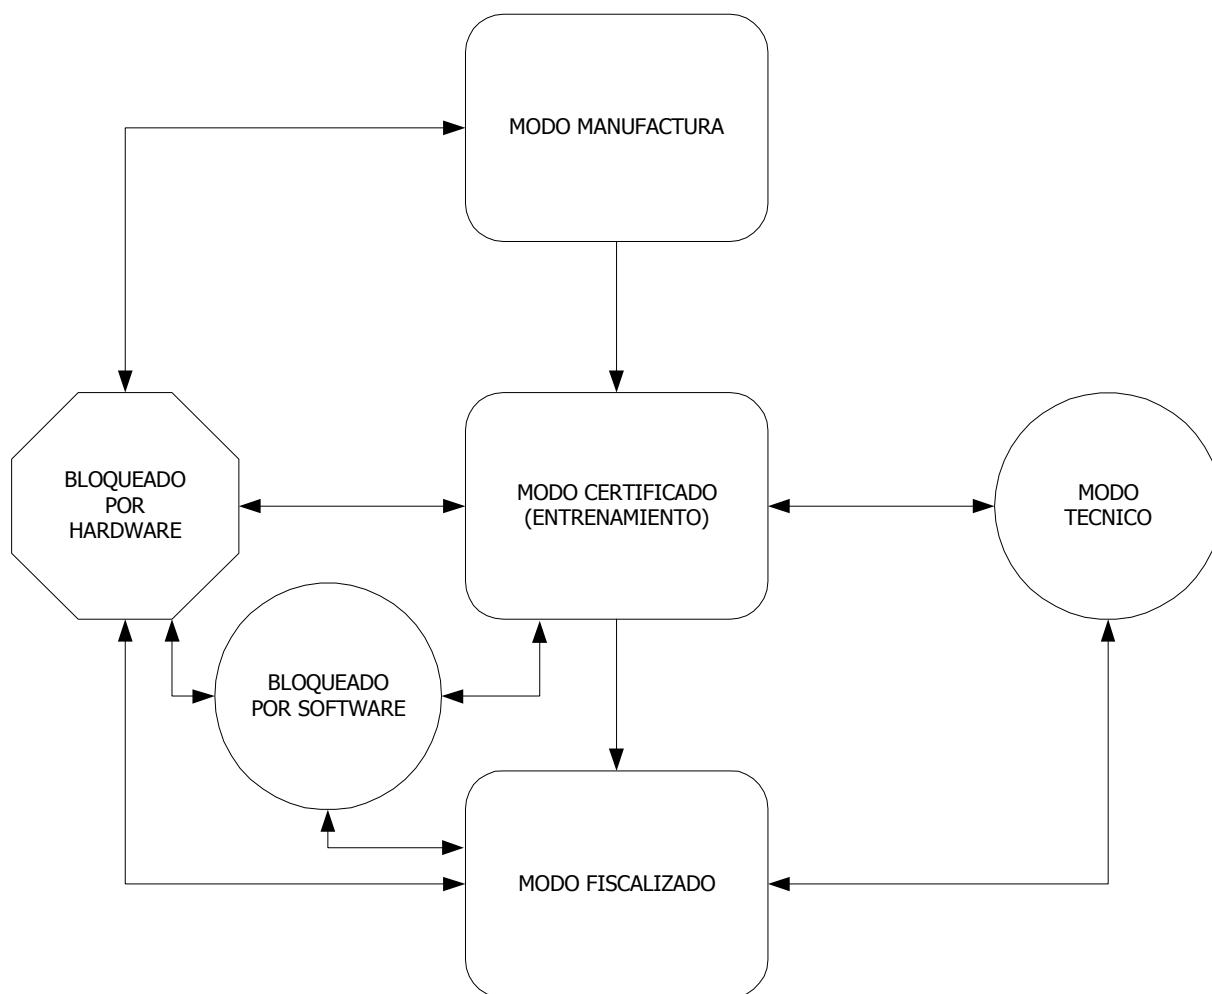 MODO MANUFACTURA
BLOQUEADO
POR
HARDWARE
MODO CERTIFICADO
(ENTRENAMIENTO)
MODO
TECNICO
BLOQUEADO
POR SOFTWARE
MODO FISCALIZADO